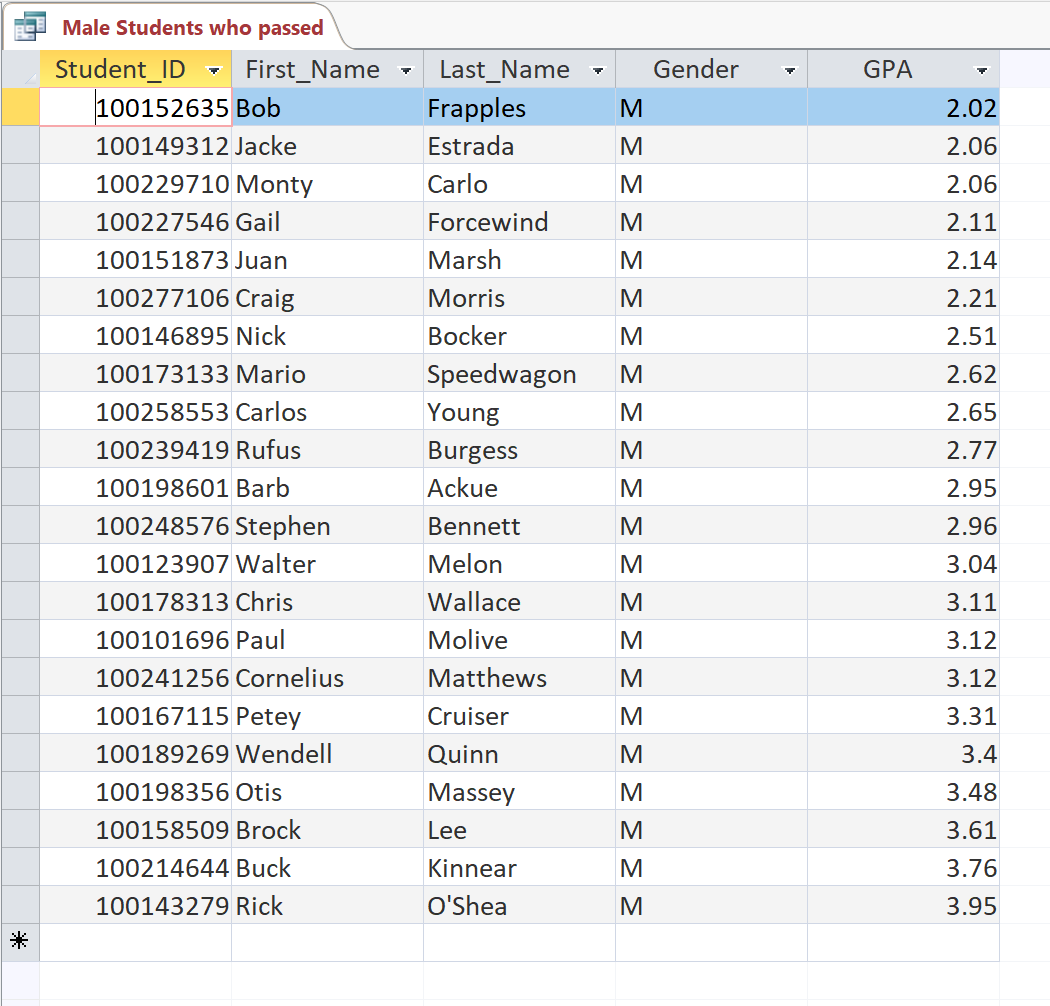 Male Students who passed
Student_ID First_Name Last_Name Gender GPA
100152635 Bob Frapples M 2.02
100149312 Jacke Estrada M 2.06
100229710 Monty Carlo M 2.06
100227546 Gail Forcewind M 2.11
100151873 Juan Marsh M 2.14
100277106 Craig Morris M 2.21
100146895 Nick Bocker M 2.51
100173133 Mario Speedwagon M 2.62
100258553 Carlos Young M 2.65
100239419 Rufus Burgess M 2.77
100198601 Barb Ackue M 2.95
100248576 Stephen Bennett M 2.96
100123907 Walter Melon M 3.04
100178313 Chris Wallace M 3.11
100101696 Paul Molive M 3.12
100241256 Cornelius Matthews M 3.12
100167115 Petey Cruiser M 3.31
100189269 Wendell Quinn M 3.4
100198356 Otis Massey M 3.48
100158509 Brock Lee M 3.61
100214644 Buck Kinnear M 3.76
100143279 Rick O'Shea M 3.95